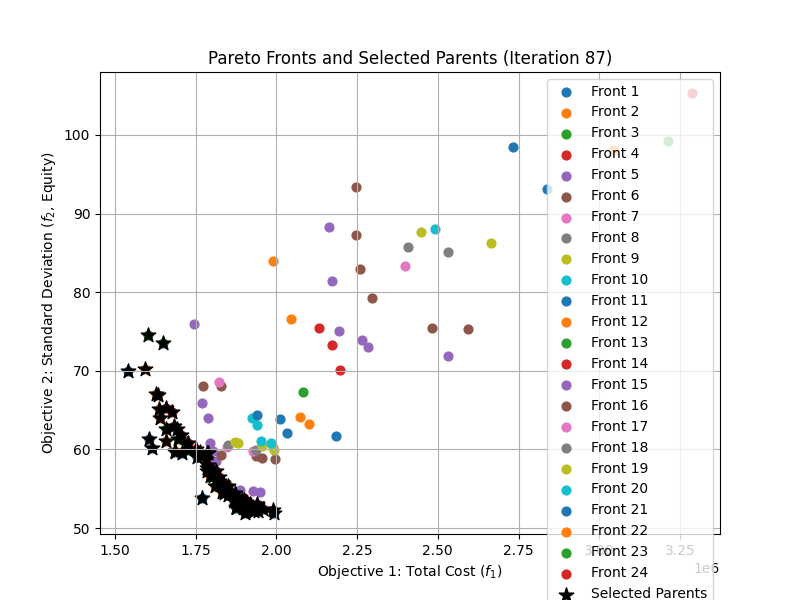 Pareto Fronts and Selected Parents (Iteration 87)
Objective 2: Standard Deviation (f₂, Equity)
100
90
80
70
60
50
1.50
1.75
2.00
2.25
2.50
2.75
3.00
3.25
1e6
Objective 1: Total Cost (f₁)
Front 1
Front 2
Front 3
Front 4
Front 5
Front 6
Front 7
Front 8
Front 9
Front 10
Front 11
Front 12
Front 13
Front 14
Front 15
Front 16
Front 17
Front 18
Front 19
Front 20
Front 21
Front 22
Front 23
Front 24
Selected Parents